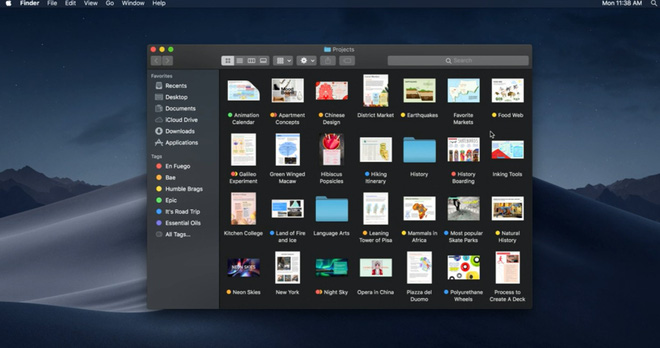 Finder File Edit View Go Window Help
Mon 11:38 AM
Projects
Search
Favorites
Recents
Desktop
Documents
iCloud Drive
Downloads
Applications
Tags
En Fuego
Bae
Humble Brags
Epic
It's Road Trip
Essential Oils
All Tags...
Animation Calendar
Apartment Concepts
Chinese Design
District Market
Earthquakes
Favorite Markets
Food Web
Galileo Experiment
Green Winged Macaw
Hibiscus Popsicles
Hiking Itinerary
History
History Boarding
Inking Tools
Kitchen College
Land of Fire and Ice
Language Arts
Leaning Tower of Pisa
Mammals in Africa
Most popular Skate Parks
Natural History
NEON SKIES
Neon Skies
New York
Night Sky
Opera in China
Piazza del Duomo
Polyurethane Wheels
Process to Create A Deck